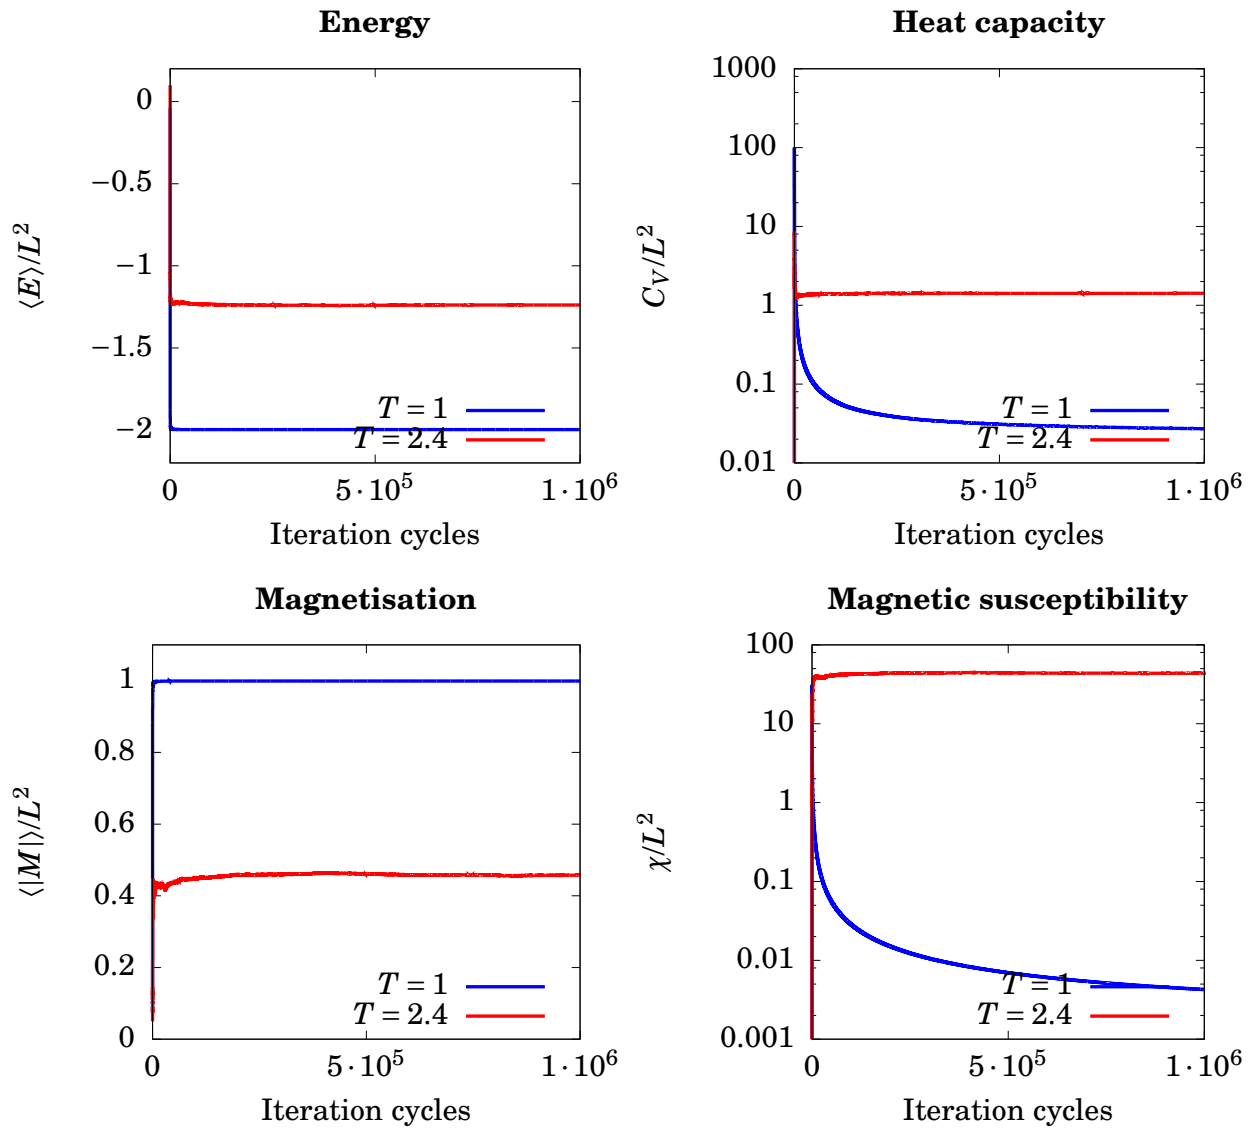 Energy
0
−0.5
−1
−1.5
−2
⟨E⟩/L²
T = 1
T = 2.4
0
5·10⁵
1·10⁶
Iteration cycles
Heat capacity
1000
100
10
1
0.1
0.01
C_V/L²
T = 1
T = 2.4
0
5·10⁵
1·10⁶
Iteration cycles
Magnetisation
1
0.8
0.6
0.4
0.2
0
⟨|M|⟩/L²
T = 1
T = 2.4
0
5·10⁵
1·10⁶
Iteration cycles
Magnetic susceptibility
100
10
1
0.1
0.01
0.001
χ/L²
T = 1
T = 2.4
0
5·10⁵
1·10⁶
Iteration cycles